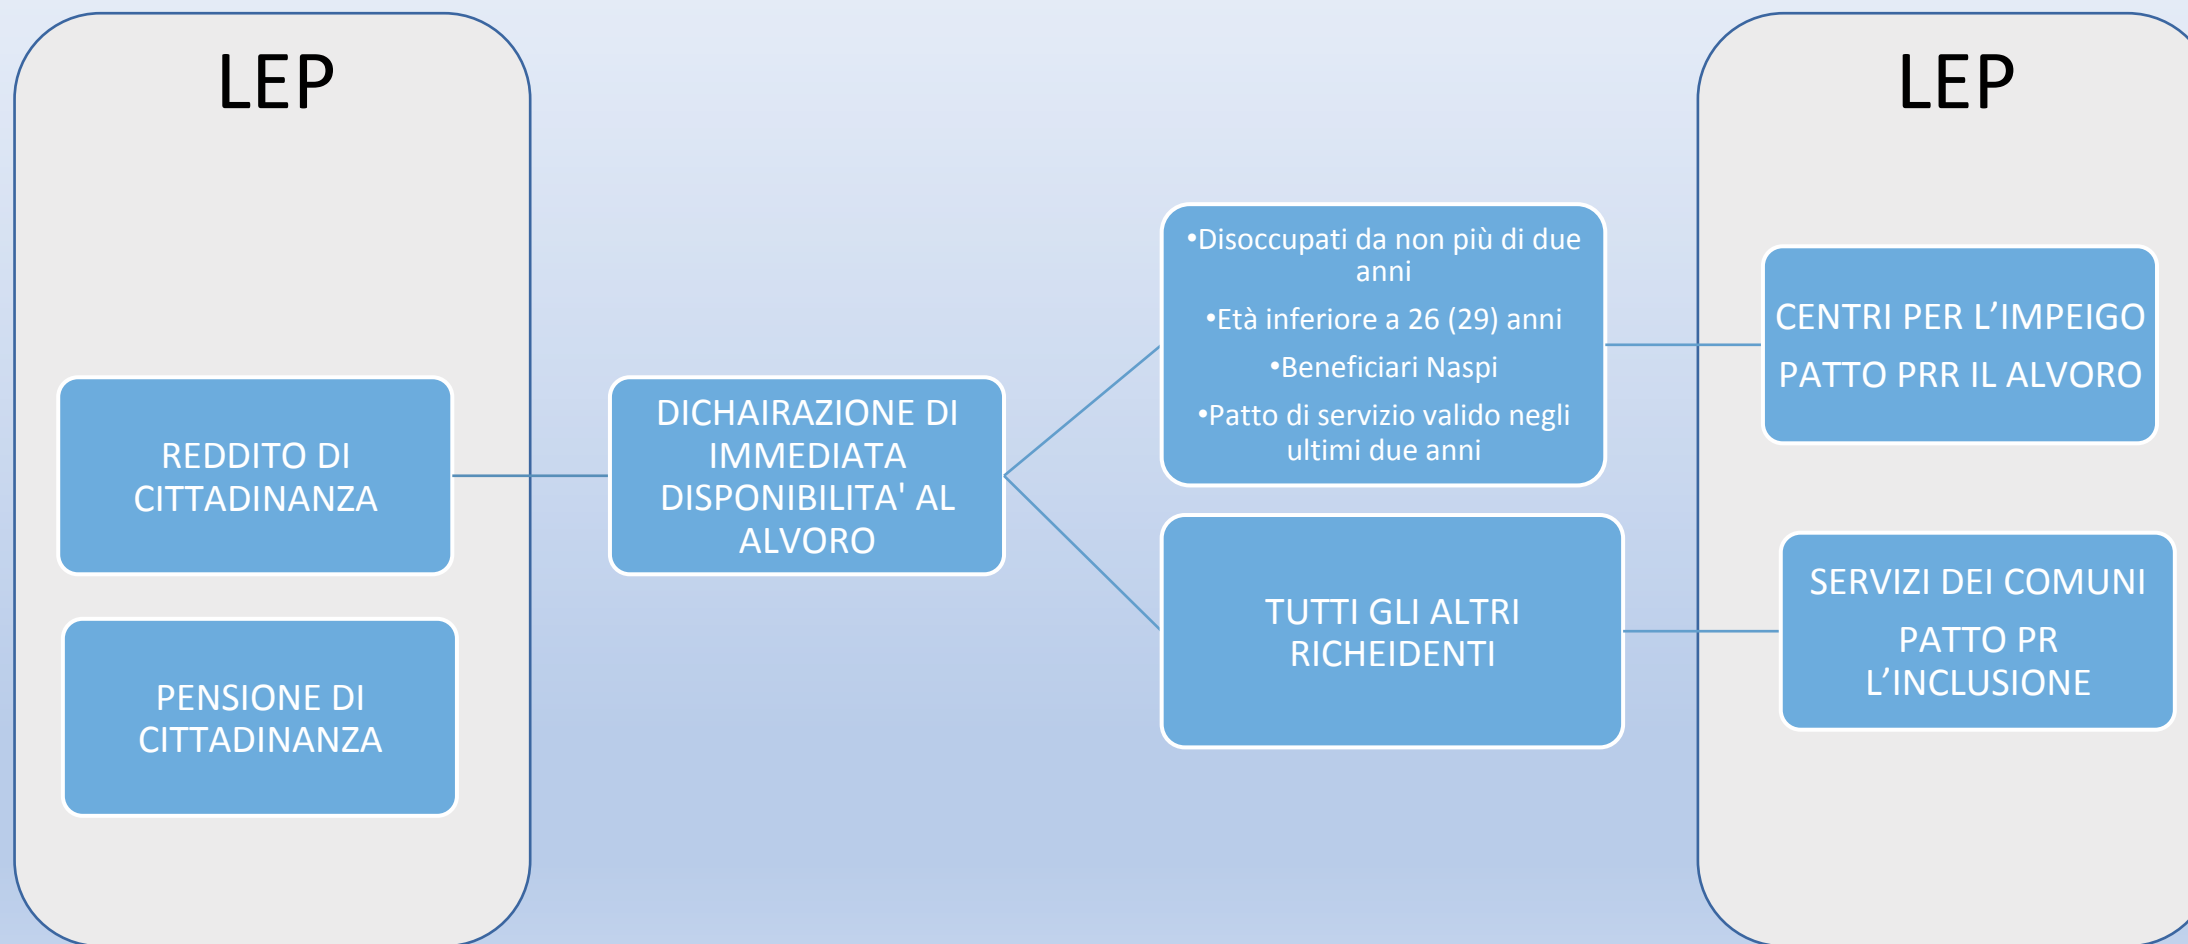 LEP
REDDITO DI
CITTADINANZA
PENSIONE DI
CITTADINANZA
DICHAIRAZIONE DI
IMMEDIATA
DISPONIBILITA' AL
ALVORO
•Disoccupati da non più di due
anni
•Età inferiore a 26 (29) anni
•Beneficiari Naspi
•Patto di servizio valido negli
ultimi due anni
TUTTI GLI ALTRI
RICHEIDENTI
LEP
CENTRI PER L’IMPEIGO
PATTO PRR IL ALVORO
SERVIZI DEI COMUNI
PATTO PR
L’INCLUSIONE